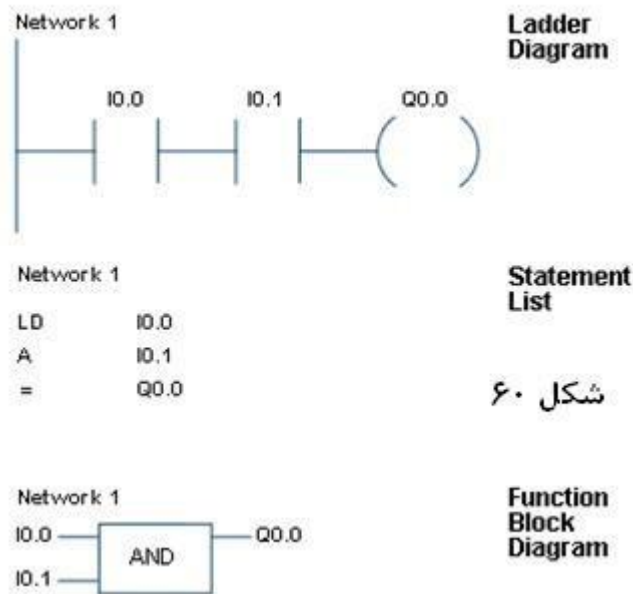 Network 1
Ladder
Diagram
I0.0 I0.1 Q0.0
Network 1
Statement
List
LD I0.0
A I0.1
= Q0.0
شکل ۶۰
Network 1
Function
Block
Diagram
I0.0
AND
Q0.0
I0.1